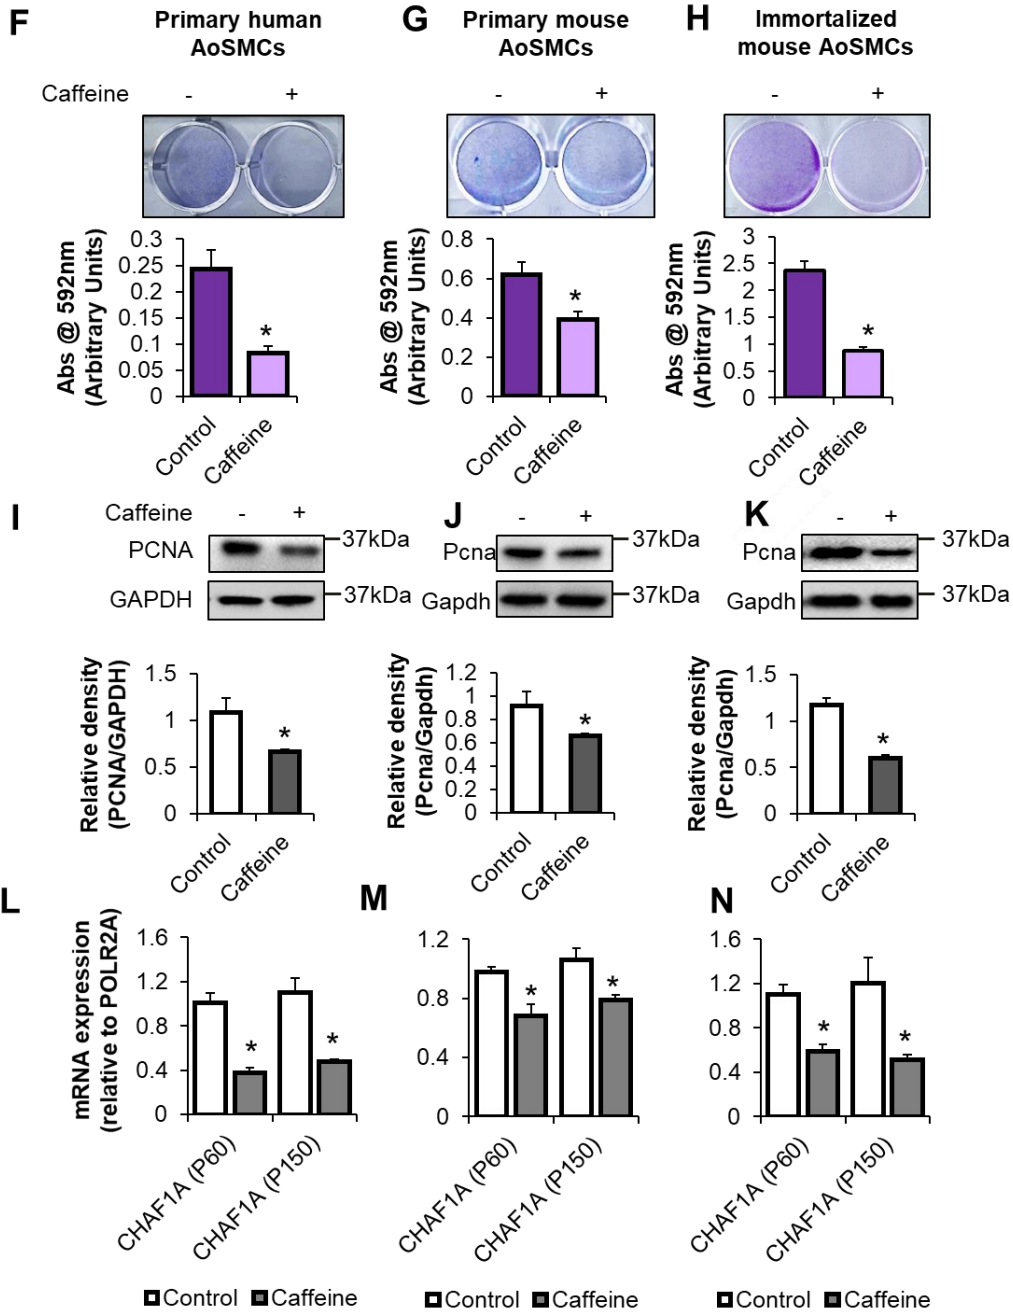 F
Primary human
AoSMCs
G
Primary mouse
AoSMCs
H
Immortalized
mouse AoSMCs
Caffeine
-
+
-
+
-
+
Abs @ 592nm
(Arbitrary Units)
0.3
0.25
0.2
0.15
0.1
0.05
0
*
Control
Caffeine
Abs @ 592nm
(Arbitrary Units)
0.8
0.6
0.4
0.2
0
*
Control
Caffeine
Abs @ 592nm
(Arbitrary Units)
3
2.5
2
1.5
1
0.5
0
*
Control
Caffeine
I
Caffeine
-
+
PCNA
37kDa
GAPDH
37kDa
J
-
+
Pcna
37kDa
Gapdh
37kDa
K
-
+
Pcna
37kDa
Gapdh
37kDa
Relative density
(PCNA/GAPDH)
1.5
1
0.5
0
*
Control
Caffeine
Relative density
(Pcna/Gapdh)
1.2
1
0.8
0.6
0.4
0.2
0
*
Control
Caffeine
Relative density
(Pcna/Gapdh)
1.5
1
0.5
0
*
Control
Caffeine
L
mRNA expression
(relative to POLR2A)
1.6
1.2
0.8
0.4
0
*
*
CHAF1A (P60)
CHAF1A (P150)
Control
Caffeine
M
1.2
0.8
0.4
0
*
*
CHAF1A (P60)
CHAF1A (P150)
Control
Caffeine
N
1.6
1.2
0.8
0.4
0
*
*
CHAF1A (P60)
CHAF1A (P150)
Control
Caffeine